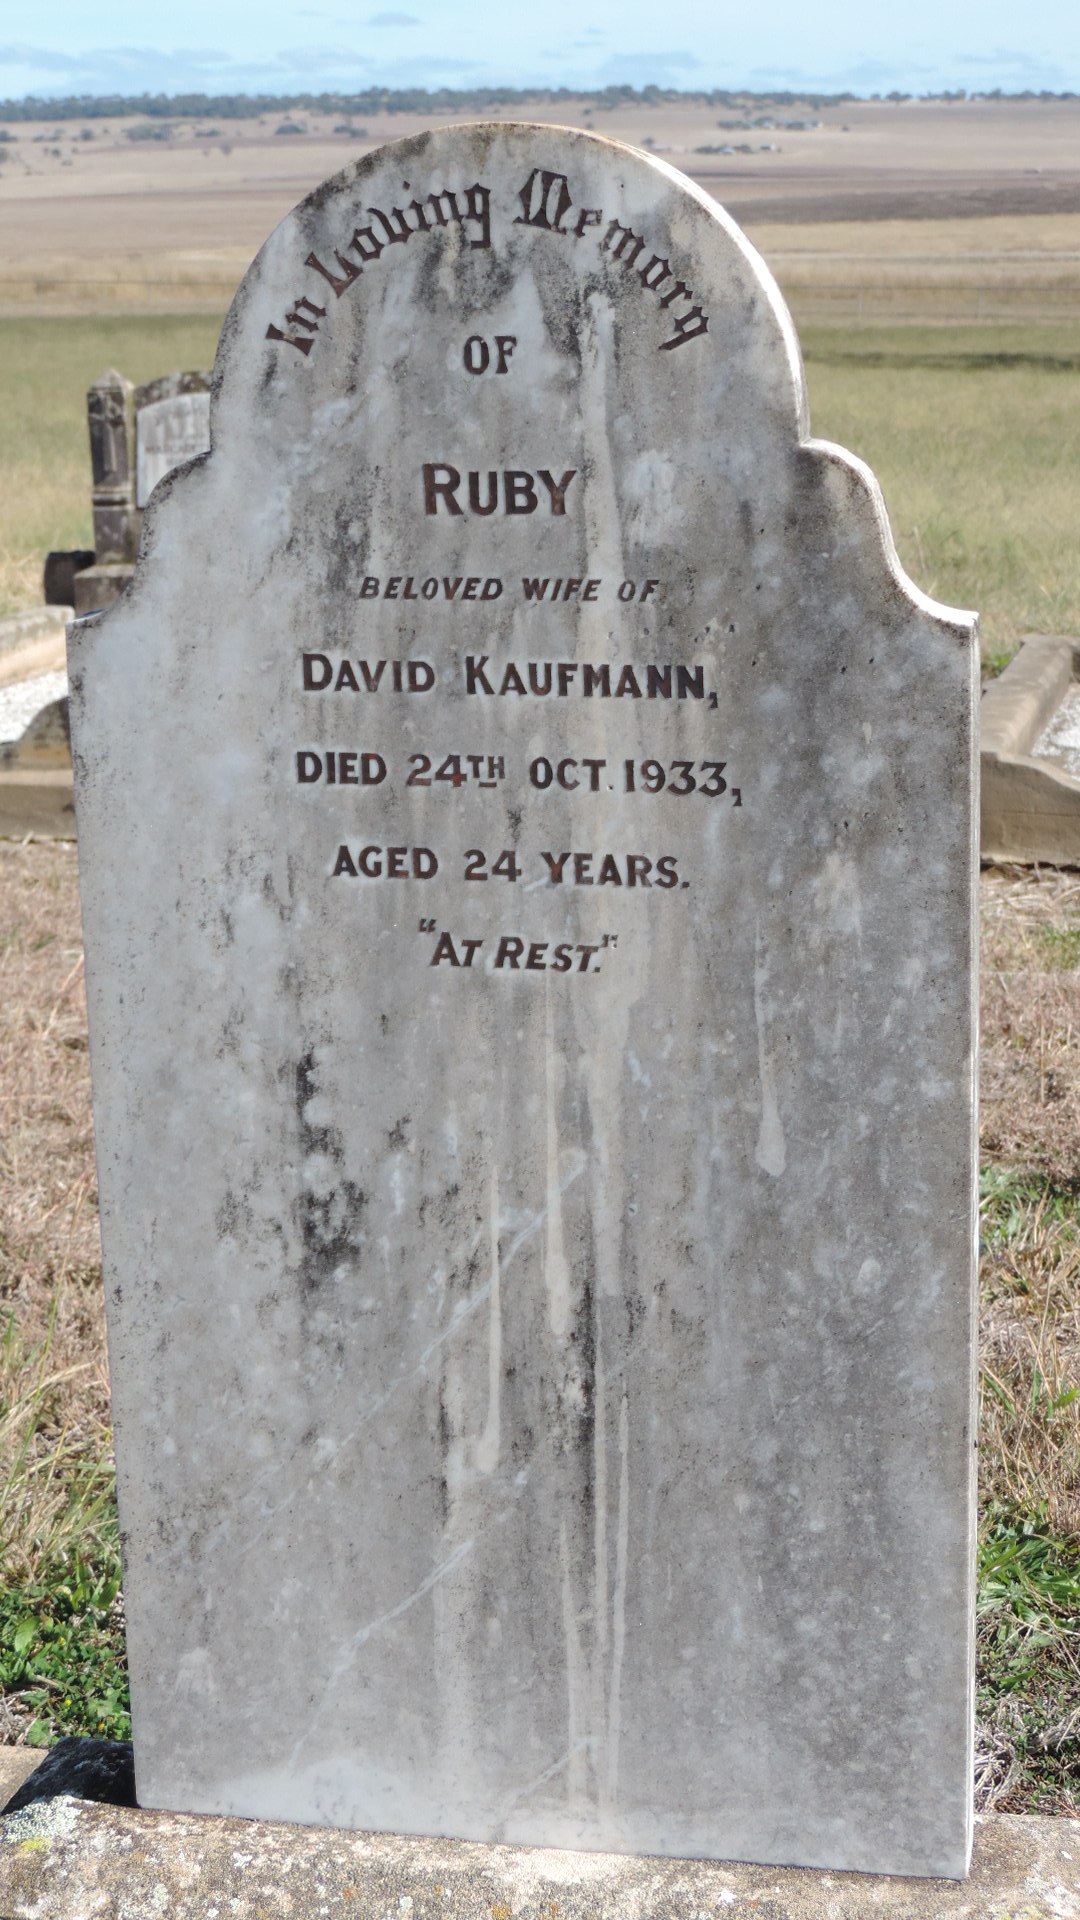 In Loving Memory
OF
RUBY
BELOVED WIFE OF
DAVID KAUFMANN,
DIED 24TH OCT. 1933,
AGED 24 YEARS.
"AT REST."